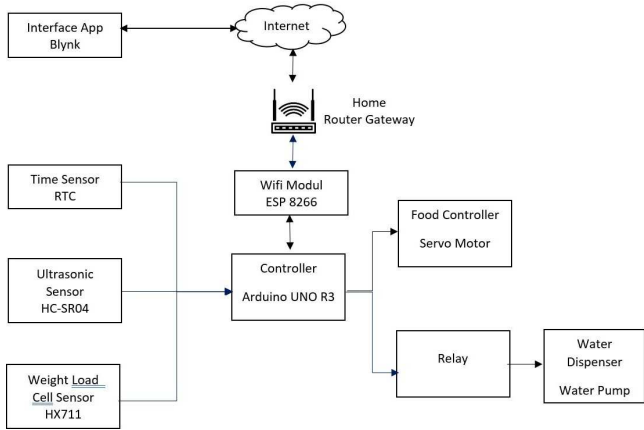 Interface App
Blynk
Internet
Home
Router Gateway
Time Sensor
RTC
Wifi Modul
ESP 8266
Food Controller
Servo Motor
Ultrasonic
Sensor
HC-SR04
Controller
Arduino UNO R3
Weight Load
Cell Sensor
HX711
Relay
Water
Dispenser
Water Pump